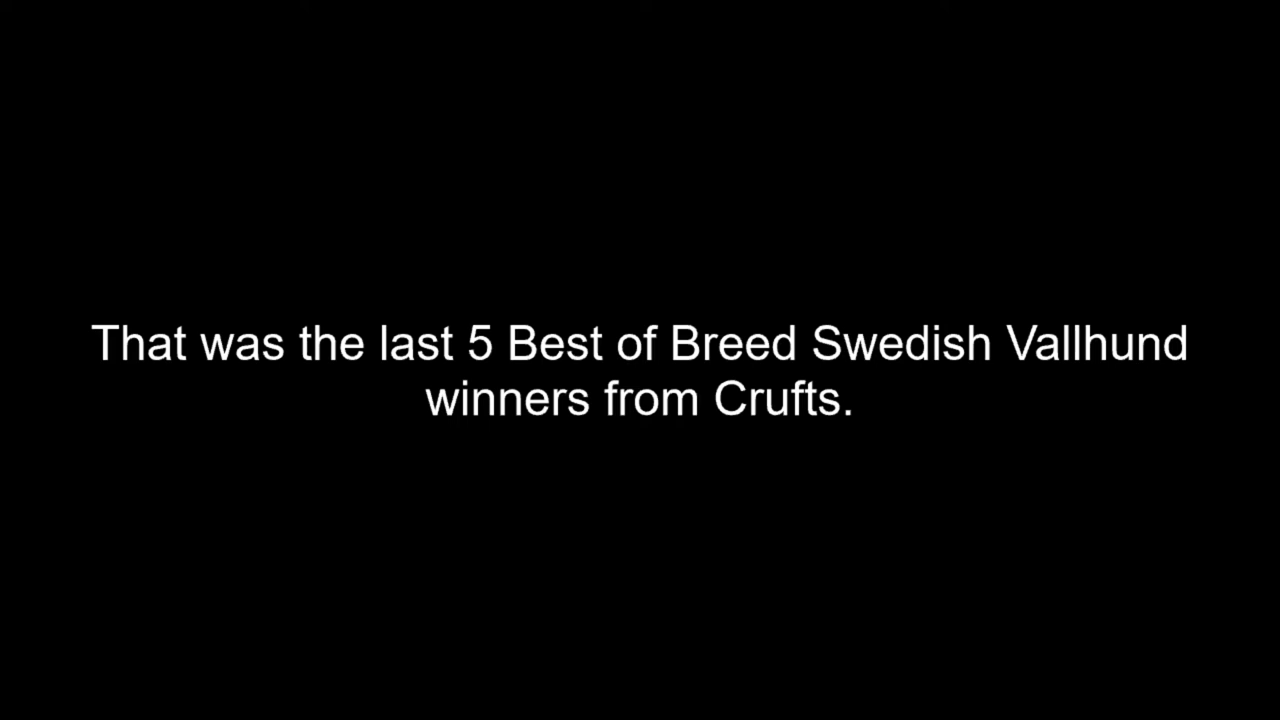 That was the last 5 Best of Breed Swedish Vallhund
winners from Crufts.